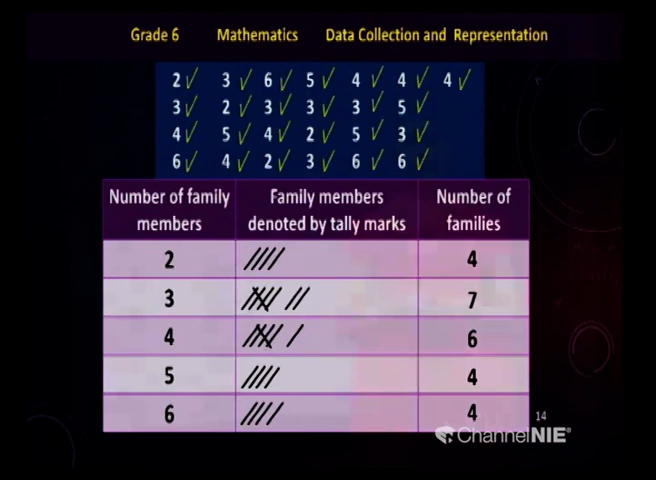 Grade 6 Mathematics Data Collection and Representation
2 3 6 5 4 4 4
3 2 3 3 3 5
4 5 4 2 5 3
6 4 2 3 6 6
Number of family members Family members denoted by tally marks Number of families
2 //// 4
3 //// // 7
4 //// / 6
5 //// 4
6 //// 4
14
ChannelNIE®